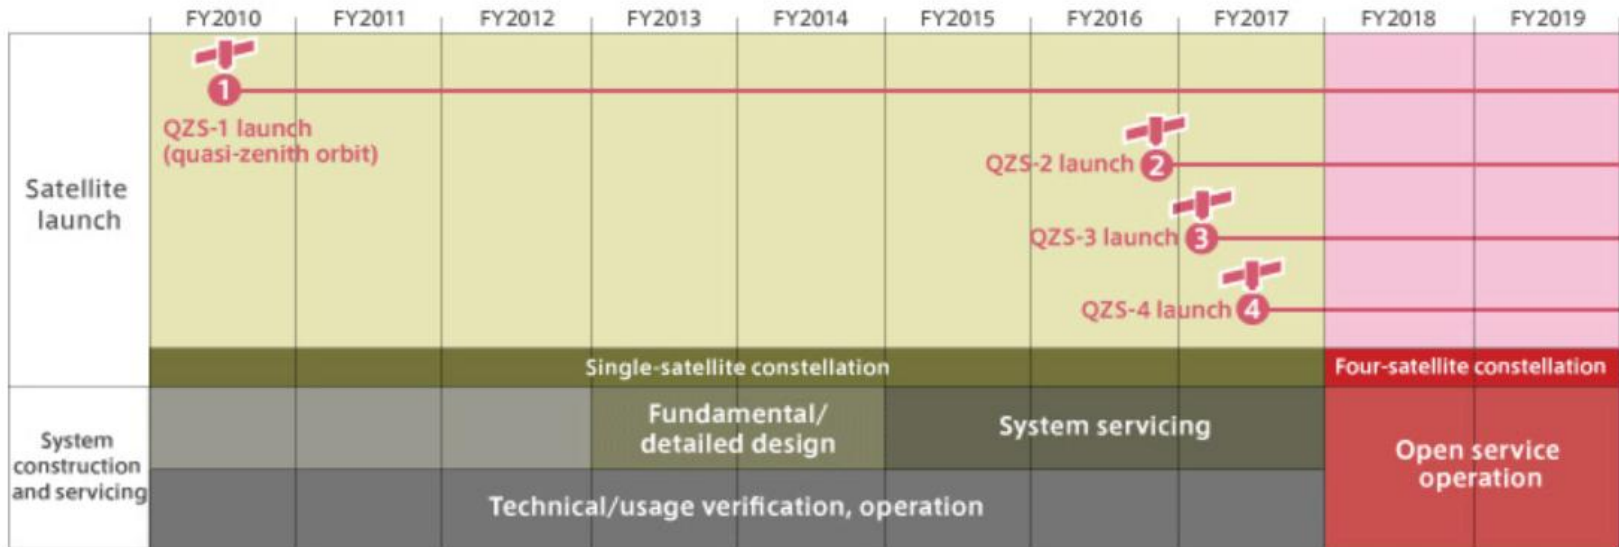 FY2010 FY2011 FY2012 FY2013 FY2014 FY2015 FY2016 FY2017 FY2018 FY2019
Satellite
launch
1
QZS-1 launch
(quasi-zenith orbit)
QZS-2 launch 2
QZS-3 launch 3
QZS-4 launch 4
Single-satellite constellation
Four-satellite constellation
System
construction
and servicing
Fundamental/
detailed design
System servicing
Technical/usage verification, operation
Open service
operation